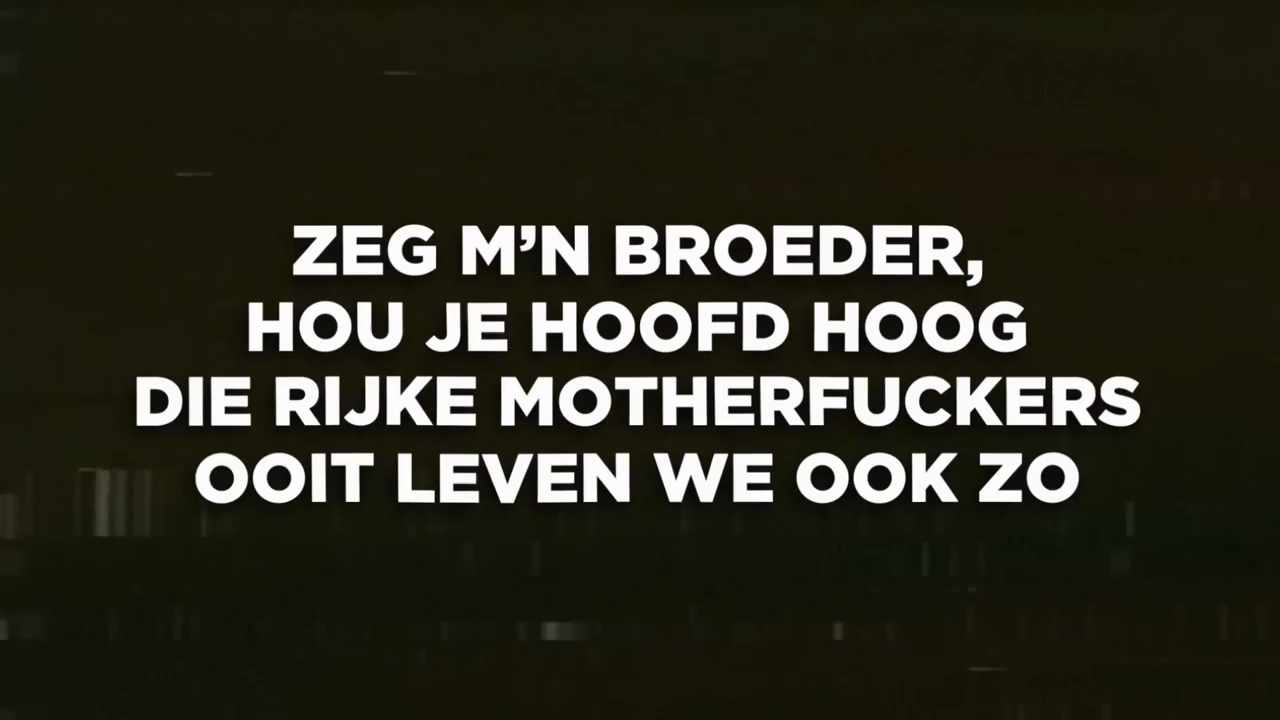 ZEG M’N BROEDER,
HOU JE HOOFD HOOG
DIE RIJKE MOTHERFUCKERS
OOIT LEVEN WE OOK ZO